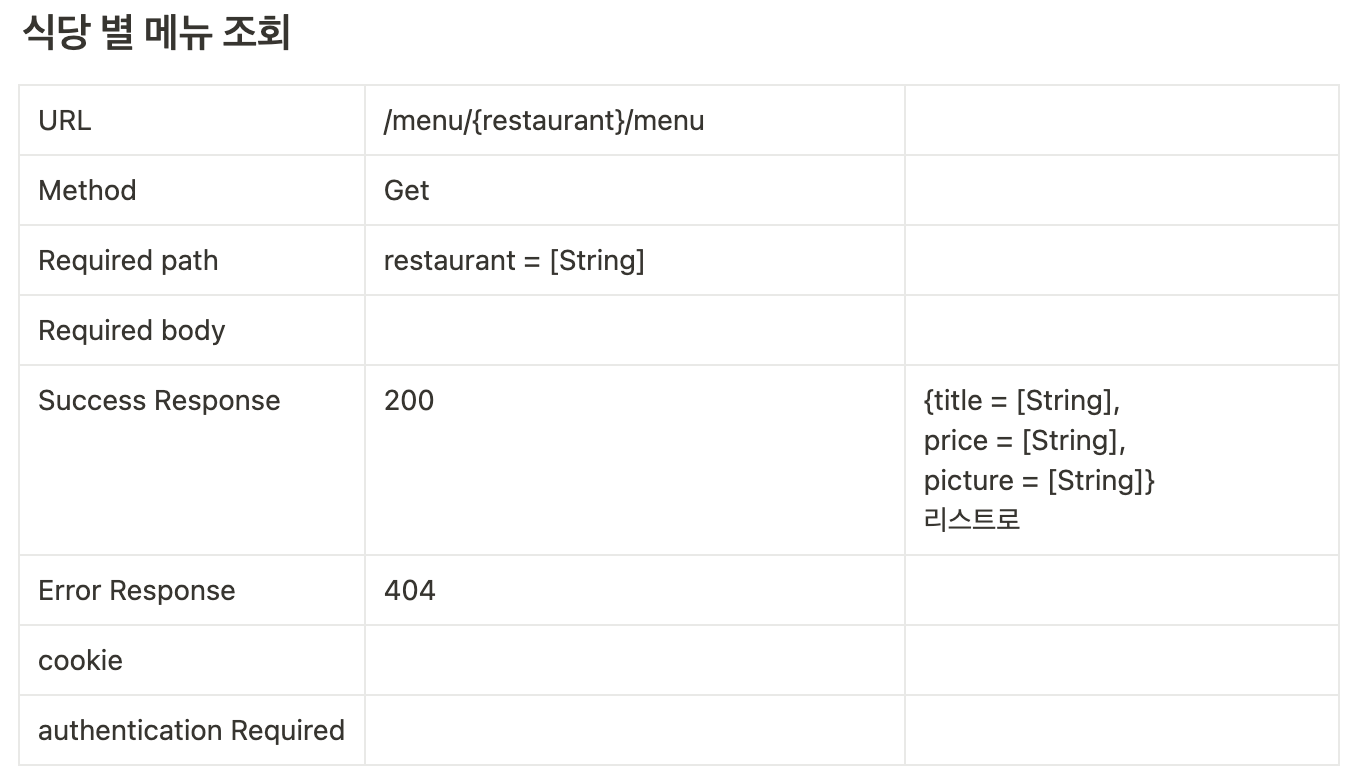 식당 별 메뉴 조회
URL
/menu/{restaurant}/menu
Method
Get
Required path
restaurant = [String]
Required body
Success Response
200
{title = [String],
price = [String],
picture = [String]}
리스트로
Error Response
404
cookie
authentication Required